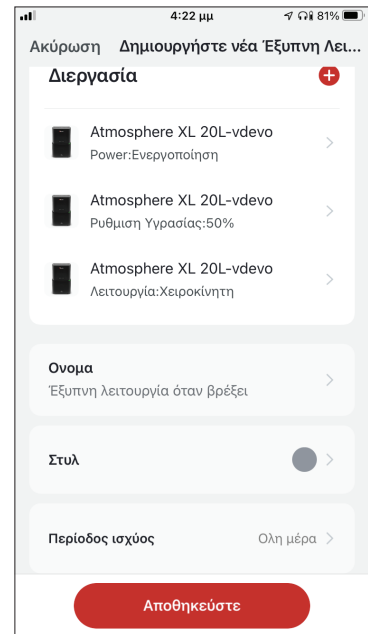 4:22 μμ
81%
Ακύρωση Δημιουργήστε νέα Έξυπνη Λει...
Διεργασία
Atmosphere XL 20L-vdevo
Power:Ενεργοποίηση
Atmosphere XL 20L-vdevo
Ρυθμιση Υγρασίας:50%
Atmosphere XL 20L-vdevo
Λειτουργία:Χειροκίνητη
Ονομα
Έξυπνη λειτουργία όταν βρέξει
Στυλ
Περίοδος ισχύος Ολη μέρα
Αποθηκεύστε